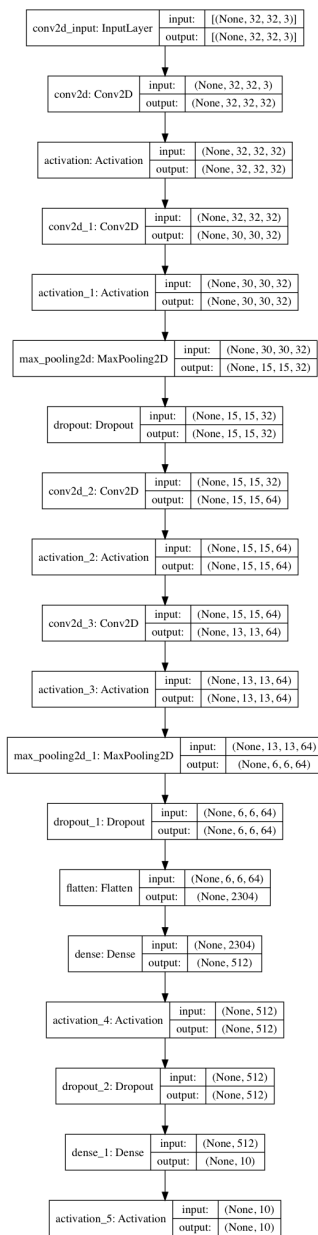 conv2d_input: InputLayer input: [(None, 32, 32, 3)]
output: [(None, 32, 32, 3)]
conv2d: Conv2D input: (None, 32, 32, 3)
output: (None, 32, 32, 32)
activation: Activation input: (None, 32, 32, 32)
output: (None, 32, 32, 32)
conv2d_1: Conv2D input: (None, 32, 32, 32)
output: (None, 30, 30, 32)
activation_1: Activation input: (None, 30, 30, 32)
output: (None, 30, 30, 32)
max_pooling2d: MaxPooling2D input: (None, 30, 30, 32)
output: (None, 15, 15, 32)
dropout: Dropout input: (None, 15, 15, 32)
output: (None, 15, 15, 32)
conv2d_2: Conv2D input: (None, 15, 15, 32)
output: (None, 15, 15, 64)
activation_2: Activation input: (None, 15, 15, 64)
output: (None, 15, 15, 64)
conv2d_3: Conv2D input: (None, 15, 15, 64)
output: (None, 13, 13, 64)
activation_3: Activation input: (None, 13, 13, 64)
output: (None, 13, 13, 64)
max_pooling2d_1: MaxPooling2D input: (None, 13, 13, 64)
output: (None, 6, 6, 64)
dropout_1: Dropout input: (None, 6, 6, 64)
output: (None, 6, 6, 64)
flatten: Flatten input: (None, 6, 6, 64)
output: (None, 2304)
dense: Dense input: (None, 2304)
output: (None, 512)
activation_4: Activation input: (None, 512)
output: (None, 512)
dropout_2: Dropout input: (None, 512)
output: (None, 512)
dense_1: Dense input: (None, 512)
output: (None, 10)
activation_5: Activation input: (None, 10)
output: (None, 10)